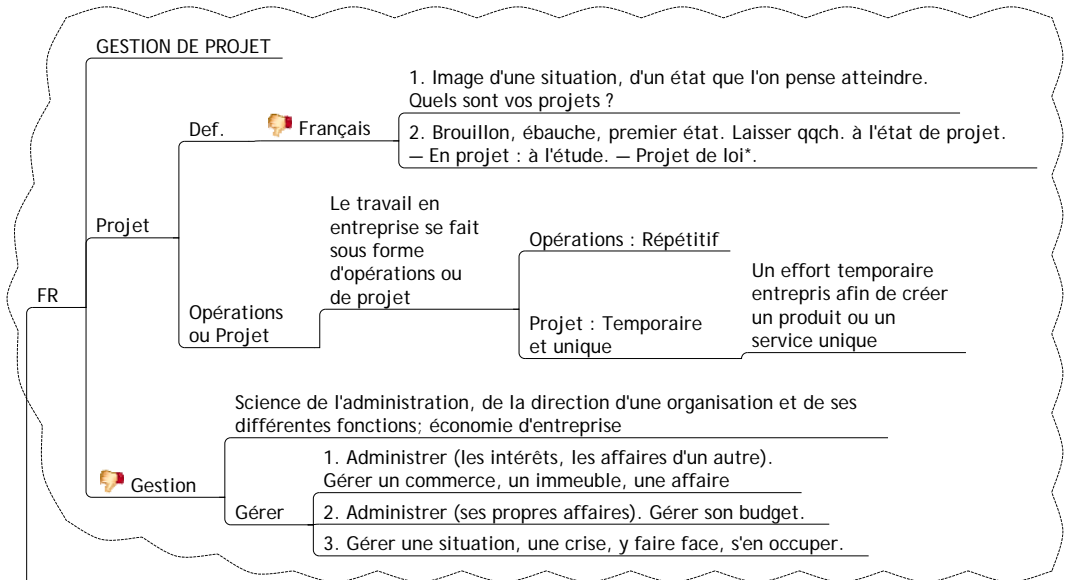 GESTION DE PROJET
1. Image d'une situation, d'un état que l'on pense atteindre.
Quels sont vos projets ?
Def.
Français
2. Brouillon, ébauche, premier état. Laisser qqch. à l'état de projet.
— En projet : à l'étude. — Projet de loi*.
Projet
Le travail en
entreprise se fait
sous forme
d'opérations ou
de projet
Opérations : Répétitif
Un effort temporaire
entrepris afin de créer
un produit ou un
service unique
FR
Opérations
ou Projet
Projet : Temporaire
et unique
Science de l'administration, de la direction d'une organisation et de ses
différentes fonctions; économie d'entreprise
1. Administrer (les intérêts, les affaires d'un autre).
Gérer un commerce, un immeuble, une affaire
Gestion
Gérer
2. Administrer (ses propres affaires). Gérer son budget.
3. Gérer une situation, une crise, y faire face, s'en occuper.